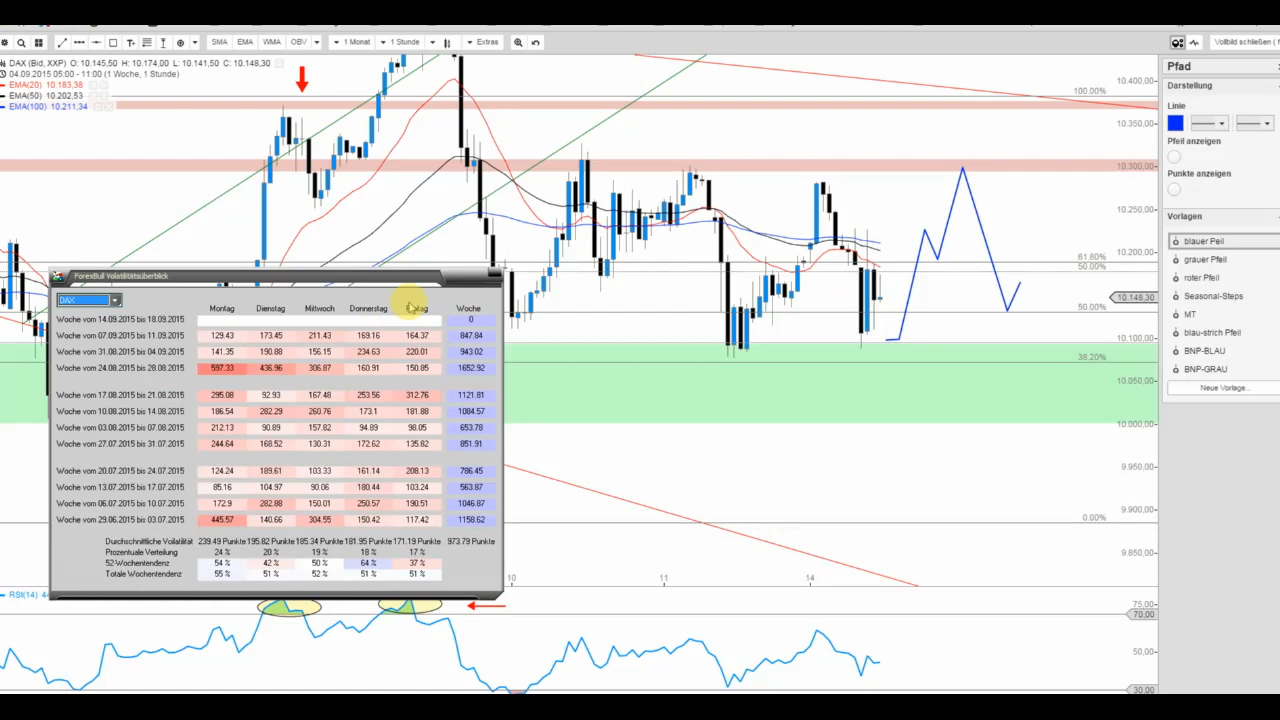 SMA EMA WMA OBV 1 Monat 1 Stunde Extras Vollbild schließen (
DAX (Bid, XXP) O: 10.145,50 H: 10.174,00 L: 10.141,50 C: 10.148,30
04.09.2015 05:00 - 11:00 (1 Woche, 1 Stunde)
EMA(20) 10.183,38
EMA(50) 10.202,53
EMA(100) 10.211,34
100.00%
61.80%
50.00%
50.00%
38.20%
0.00%
10.400,00
10.350,00
10.300,00
10.250,00
10.200,00
10.148,30
10.100,00
10.050,00
10.000,00
9.950,00
9.900,00
9.850,00
10 11 14
ForexBull Volatilitätsüberblick
DAX
Montag Dienstag Mittwoch Donnerstag Woche
Woche vom 14.09.2015 bis 18.09.2015 0
Woche vom 07.09.2015 bis 11.09.2015 129.43 173.45 211.43 169.16 164.37 847.84
Woche vom 31.08.2015 bis 04.09.2015 141.35 190.88 156.15 234.63 220.01 943.02
Woche vom 24.08.2015 bis 28.08.2015 597.33 436.96 306.87 160.91 150.85 1652.92
Woche vom 17.08.2015 bis 21.08.2015 295.08 92.93 167.48 253.56 312.76 1121.81
Woche vom 10.08.2015 bis 14.08.2015 186.54 282.29 260.76 173.1 181.88 1084.57
Woche vom 03.08.2015 bis 07.08.2015 212.13 90.89 157.82 94.89 98.05 653.78
Woche vom 27.07.2015 bis 31.07.2015 244.64 168.52 130.31 172.62 135.82 851.91
Woche vom 20.07.2015 bis 24.07.2015 124.24 189.61 103.33 161.14 208.13 786.45
Woche vom 13.07.2015 bis 17.07.2015 85.16 104.97 90.06 180.44 103.24 563.87
Woche vom 06.07.2015 bis 10.07.2015 172.9 282.88 150.01 250.57 190.51 1046.87
Woche vom 29.06.2015 bis 03.07.2015 445.57 140.66 304.55 150.42 117.42 1158.62
Durchschnittliche Volatilität 239.49 Punkte 195.82 Punkte 185.34 Punkte 181.95 Punkte 171.19 Punkte 973.79 Punkte
Prozentuale Verteilung 24 % 20 % 19 % 18 % 17 %
52-Wochentendenz 54 % 42 % 50 % 64 % 37 %
Totale Wochentendenz 55 % 51 % 52 % 51 % 51 %
RSI(14)
75.00
70.00
50.00
30.00
Pfad
Darstellung
Linie
Pfeil anzeigen
Punkte anzeigen
Vorlagen
blauer Peil
grauer Pfeil
roter Pfeil
Seasonal-Steps
MT
blau-strich Pfeil
BNP-BLAU
BNP-GRAU
Neue Vorlage...